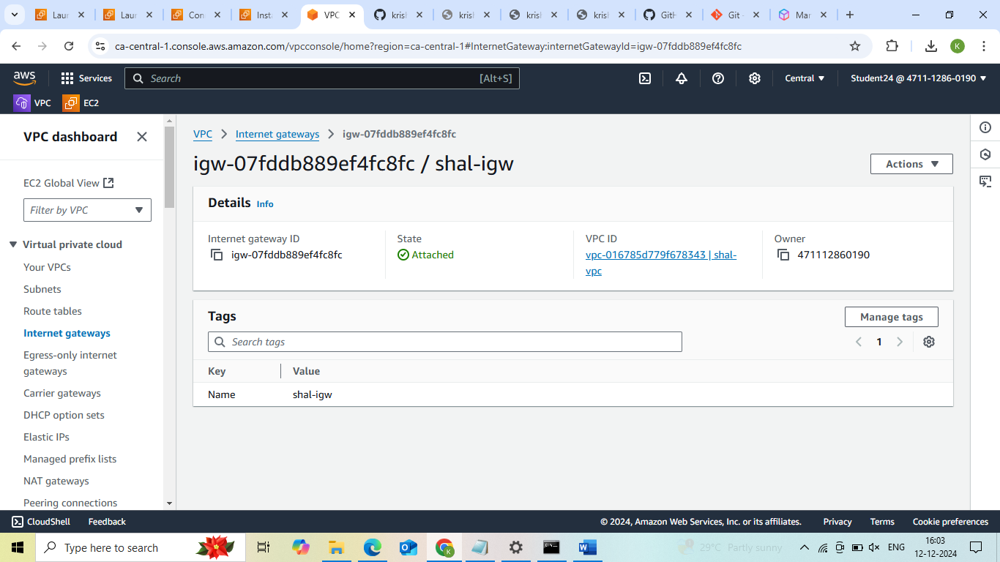 Laun
Laun
Con
Insta
VPC
krish
krish
krish
krish
GitH
Git -
Mar
ca-central-1.console.aws.amazon.com/vpcconsole/home?region=ca-central-1#InternetGateway:internetGatewayId=igw-07fddb889ef4fc8fc
K
aws
Services
Search
[Alt+S]
Central
Student24 @ 4711-1286-0190
VPC
EC2
VPC dashboard
EC2 Global View
Filter by VPC
Virtual private cloud
Your VPCs
Subnets
Route tables
Internet gateways
Egress-only internet
gateways
Carrier gateways
DHCP option sets
Elastic IPs
Managed prefix lists
NAT gateways
Peering connections
VPC > Internet gateways > igw-07fddb889ef4fc8fc
igw-07fddb889ef4fc8fc / shal-igw
Actions
Details Info
Internet gateway ID
igw-07fddb889ef4fc8fc
State
Attached
VPC ID
vpc-016785d779f678343 | shal-
vpc
Owner
471112860190
Tags
Manage tags
Search tags
1
Key Value
Name shal-igw
CloudShell Feedback
© 2024, Amazon Web Services, Inc. or its affiliates. Privacy Terms Cookie preferences
Type here to search
29°C Partly sunny
ENG
16:03
12-12-2024